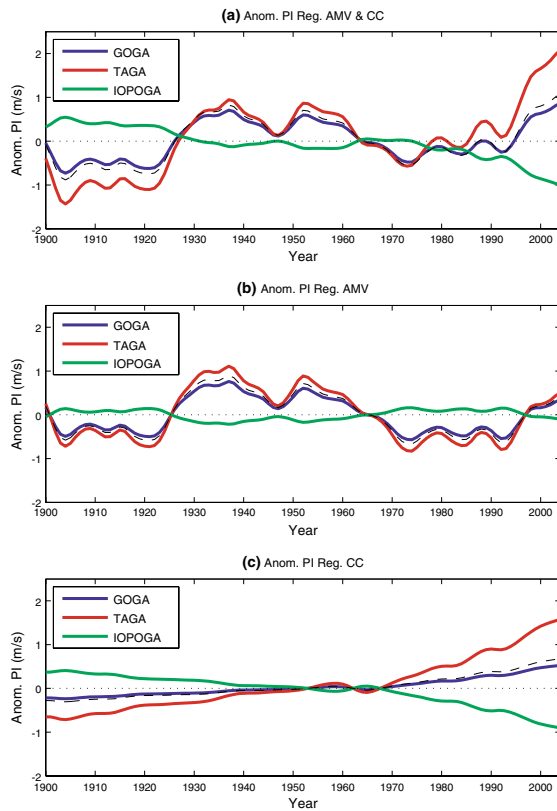 (a) Anom. PI Reg. AMV & CC
GOGA
TAGA
IOPOGA
Anom. PI (m/s)
2
1
0
-1
-2
1900 1910 1920 1930 1940 1950 1960 1970 1980 1990 2000
Year
(b) Anom. PI Reg. AMV
GOGA
TAGA
IOPOGA
Anom. PI (m/s)
2
1
0
-1
-2
1900 1910 1920 1930 1940 1950 1960 1970 1980 1990 2000
Year
(c) Anom. PI Reg. CC
GOGA
TAGA
IOPOGA
Anom. PI (m/s)
2
1
0
-1
-2
1900 1910 1920 1930 1940 1950 1960 1970 1980 1990 2000
Year